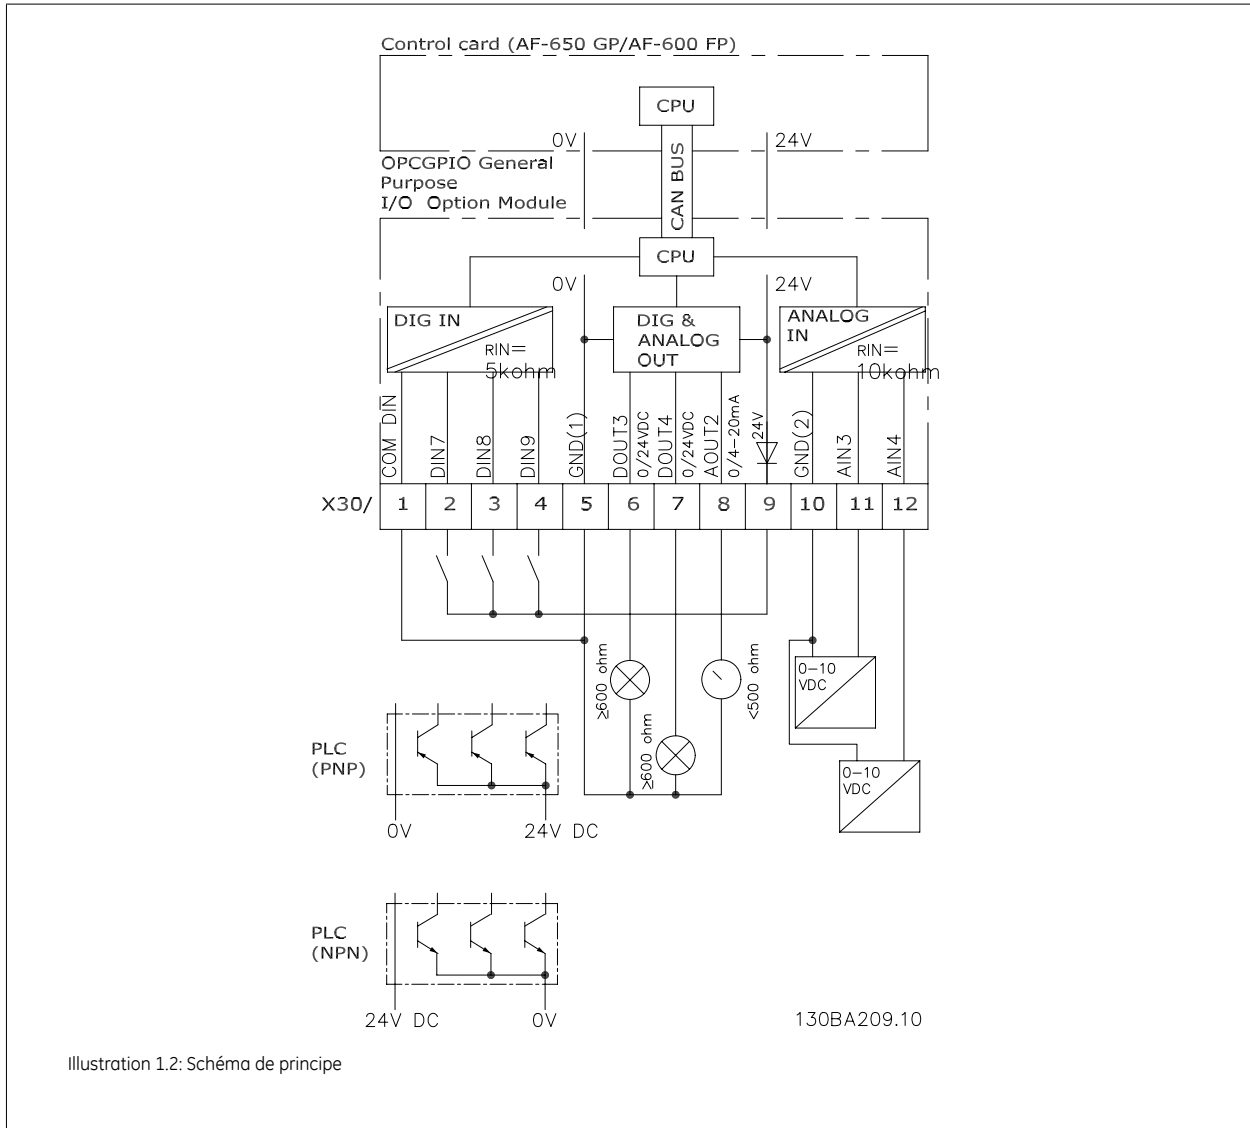 Control card (AF-650 GP/AF-600 FP)
CPU
0V
24V
CAN BUS
OPCGPIO General
Purpose
I/O Option Module
CPU
0V
24V
DIG IN
RIN=
5kohm
DIG &
ANALOG
OUT
ANALOG
IN
RIN=
10kohm
COM DIN
DIN7
DIN8
DIN9
GND(1)
DOUT3
0/24VDC
DOUT4
0/24VDC
AOUT2
0/4-20mA
24V
GND(2)
AIN3
AIN4
X30/ 1 2 3 4 5 6 7 8 9 10 11 12
≥600 ohm
≥600 ohm
<500 ohm
0-10
VDC
0-10
VDC
PLC
(PNP)
0V
24V DC
PLC
(NPN)
24V DC
0V
130BA209.10
Illustration 1.2: Schéma de principe